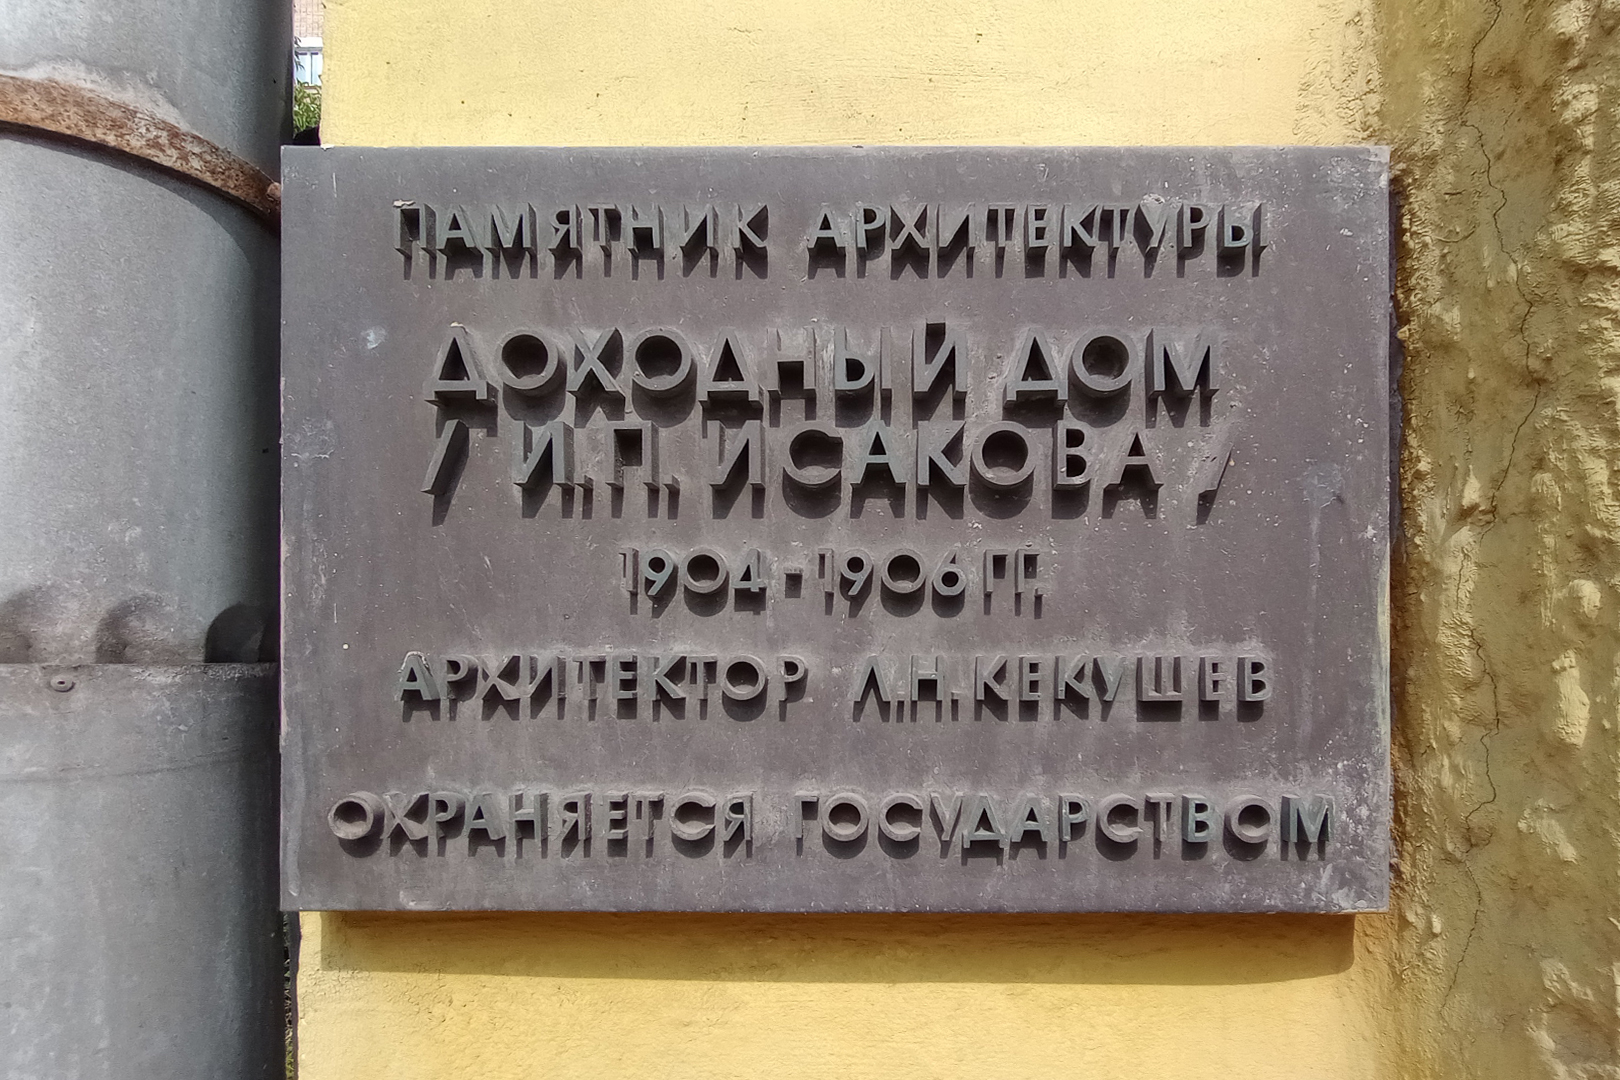 ПАМЯТНИК АРХИТЕКТУРЫ
ДОХОДНЫЙ ДОМ
/ И.П. ИСАКОВА /
1904-1906 ГГ.
АРХИТЕКТОР Л.Н. КЕКУШЕВ
ОХРАНЯЕТСЯ ГОСУДАРСТВОМ